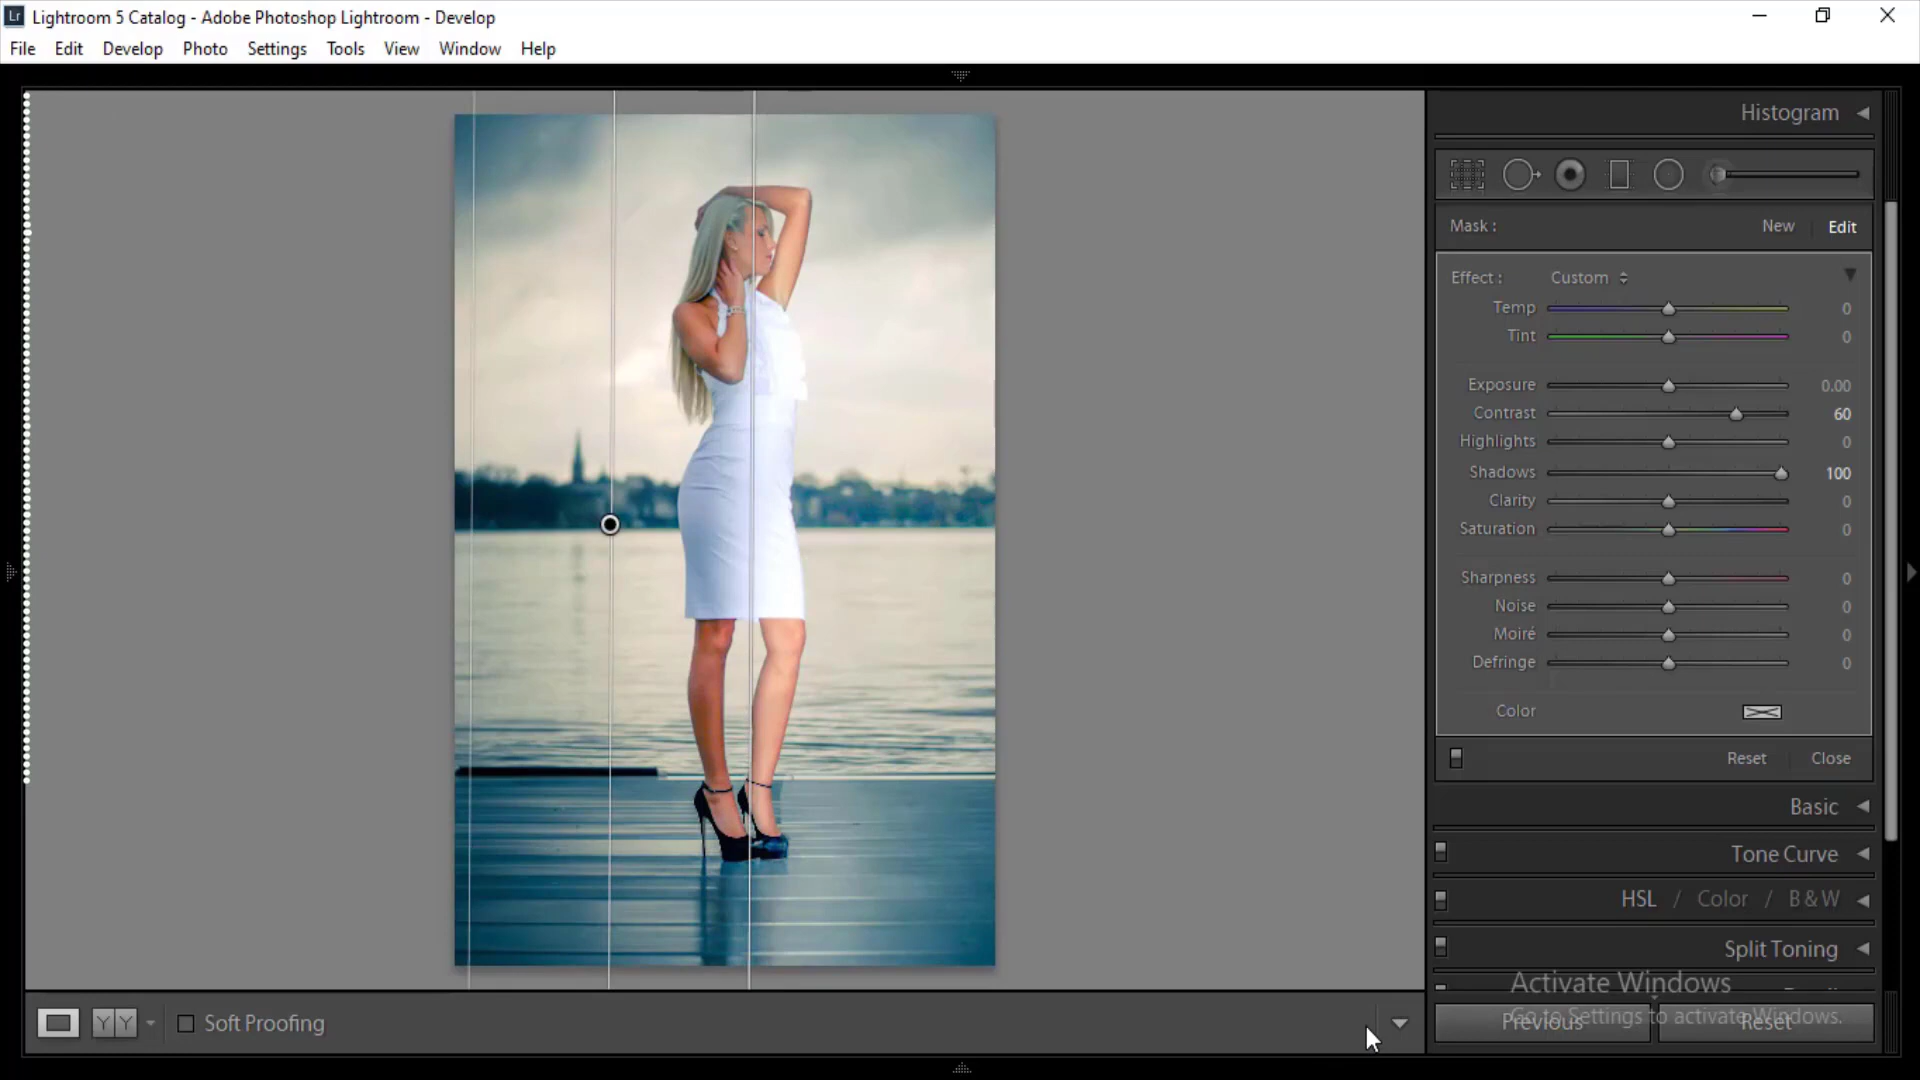 Lightroom 5 Catalog - Adobe Photoshop Lightroom - Develop
File Edit Develop Photo Settings Tools View Window Help
Histogram
Mask : New Edit
Effect : Custom
Temp 0
Tint 0
Exposure 0.00
Contrast 60
Highlights 0
Shadows 100
Clarity 0
Saturation 0
Sharpness 0
Noise 0
Moiré 0
Defringe 0
Color
Reset Close
Basic
Tone Curve
HSL / Color / B & W
Split Toning
Activate Windows
Go to Settings to activate Windows.
Previous Reset
YY Soft Proofing